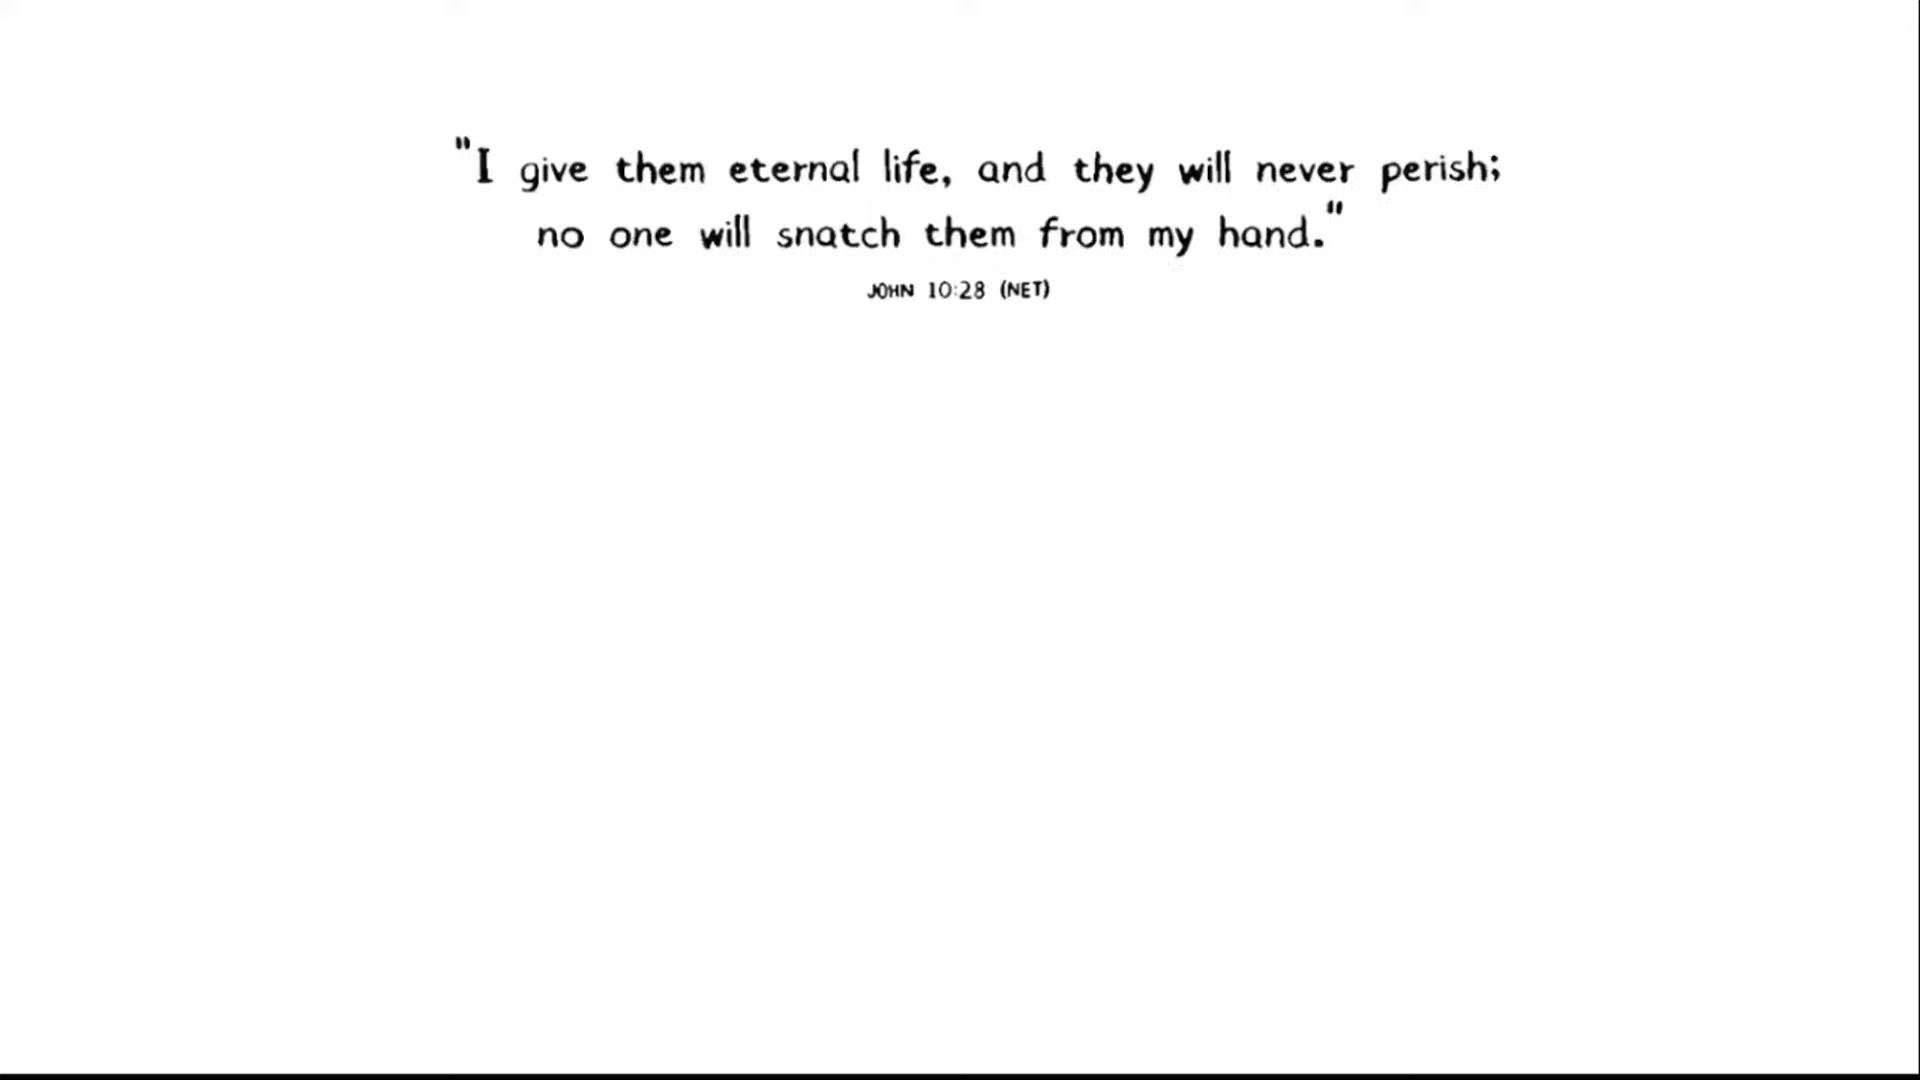 "I give them eternal life, and they will never perish;
no one will snatch them from my hand."
JOHN 10:28 (NET)